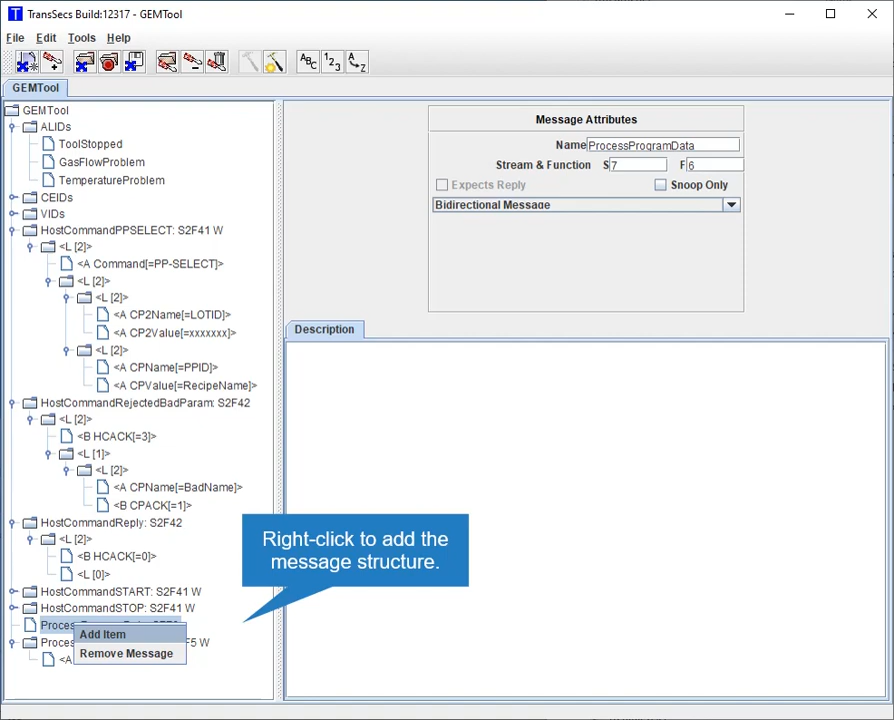 TransSecs Build:12317 - GEMTool
File Edit Tools Help
GEMTool
GEMTool
ALIDs
ToolStopped
GasFlowProblem
TemperatureProblem
CEIDs
VIDs
HostCommandPPSELECT: S2F41 W
<L [2]>
<A Command[=PP-SELECT]>
<L [2]>
<L [2]>
<A CP2Name[=LOTID]>
<A CP2Value[=xxxxxxx]>
<L [2]>
<A CPName[=PPID]>
<A CPValue[=RecipeName]>
HostCommandRejectedBadParam: S2F42
<L [2]>
<B HCACK[=3]>
<L [1]>
<L [2]>
<A CPName[=BadName]>
<B CPACK[=1]>
HostCommandReply: S2F42
<L [2]>
<B HCACK[=0]>
<L [0]>
HostCommandSTART: S2F41 W
HostCommandSTOP: S2F41 W
Proces
Add Item
Proces F5 W
Remove Message
<A
Message Attributes
Name ProcessProgramData
Stream & Function S 7 F 6
Expects Reply Snoop Only
Bidirectional Message
Description
Right-click to add the
message structure.